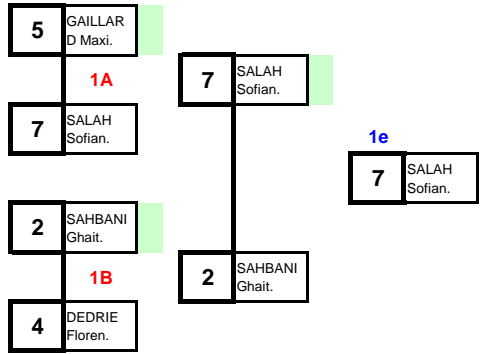 5
GAILLAR
D Maxi.
1A
7
SALAH
Sofian.
2
SAHBANI
Ghait.
1B
4
DEDRIE
Floren.
7
SALAH
Sofian.
2
SAHBANI
Ghait.
1e
7
SALAH
Sofian.